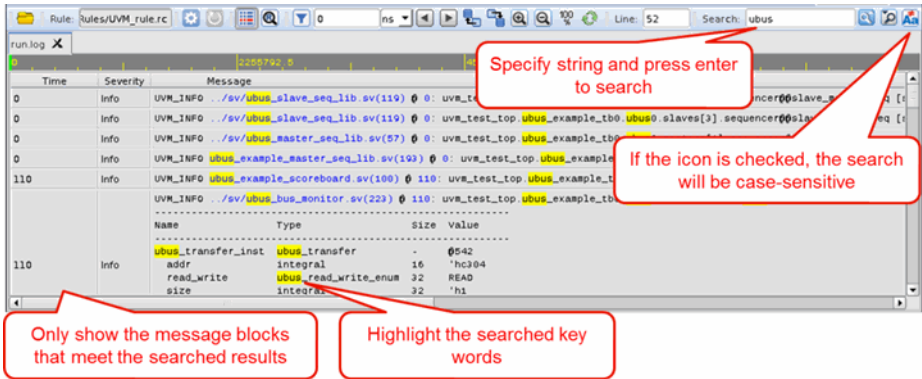 Rule: Rules/UVM_rule.rc 0 ns Line: 52 Search: ubus
run.log X
0 2255792.5
Time Severity Message
0 Info UVM_INFO ../sv/ubus_slave_seq_lib.sv(119) @ 0:
0 Info UVM_INFO ../sv/ubus_slave_seq_lib.sv(119) @ 0: uvm_test_top.ubus_example_tb0.ubus0.slaves[3].sequencer@@slave
0 Info UVM_INFO ../sv/ubus_master_seq_lib.sv(57) @ 0: uvm_test_top.ubus_example_tb0
0 Info UVM_INFO ubus_example_master_seq_lib.sv(193) @ 0: uvm_test_top.ubus_example
110 Info UVM_INFO ubus_example_scoreboard.sv(100) @ 110: uvm_test_top.ubus_example_t
UVM_INFO ../sv/ubus_bus_monitor.sv(223) @ 110: uvm_test_top.ubus_example_tb
Name Type Size Value
ubus_transfer_inst ubus_transfer - @542
addr integral 16 'hc304
110 Info
read_write ubus_read_write_enum 32 READ
size integral 32 'h1
Specify string and press enter
to search
If the icon is checked, the search
will be case-sensitive
Only show the message blocks
that meet the searched results
Highlight the searched key
words